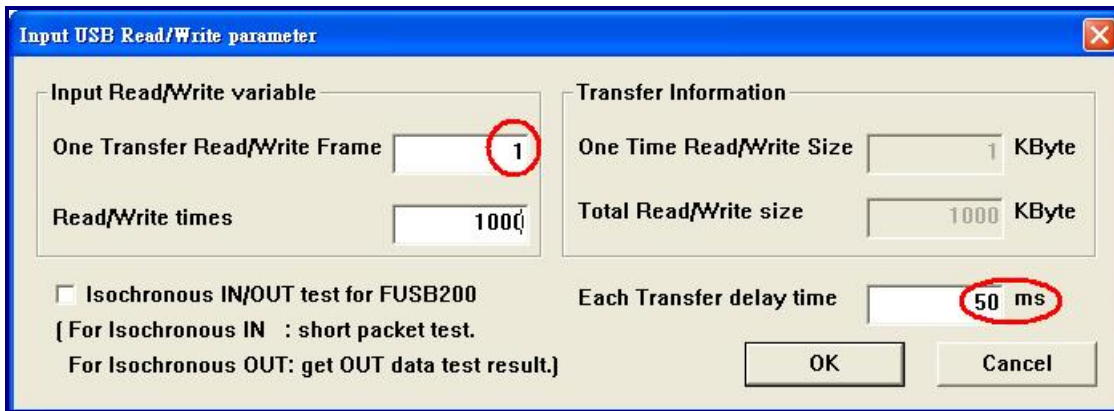 Input USB Read/Write parameter
Input Read/Write variable
One Transfer Read/Write Frame 1
Read/Write times 1000
Transfer Information
One Time Read/Write Size 1 KByte
Total Read/Write size 1000 KByte
Isochronous IN/OUT test for FUSB200
( For Isochronous IN : short packet test.
For Isochronous OUT: get OUT data test result.)
Each Transfer delay time 50 ms
OK Cancel